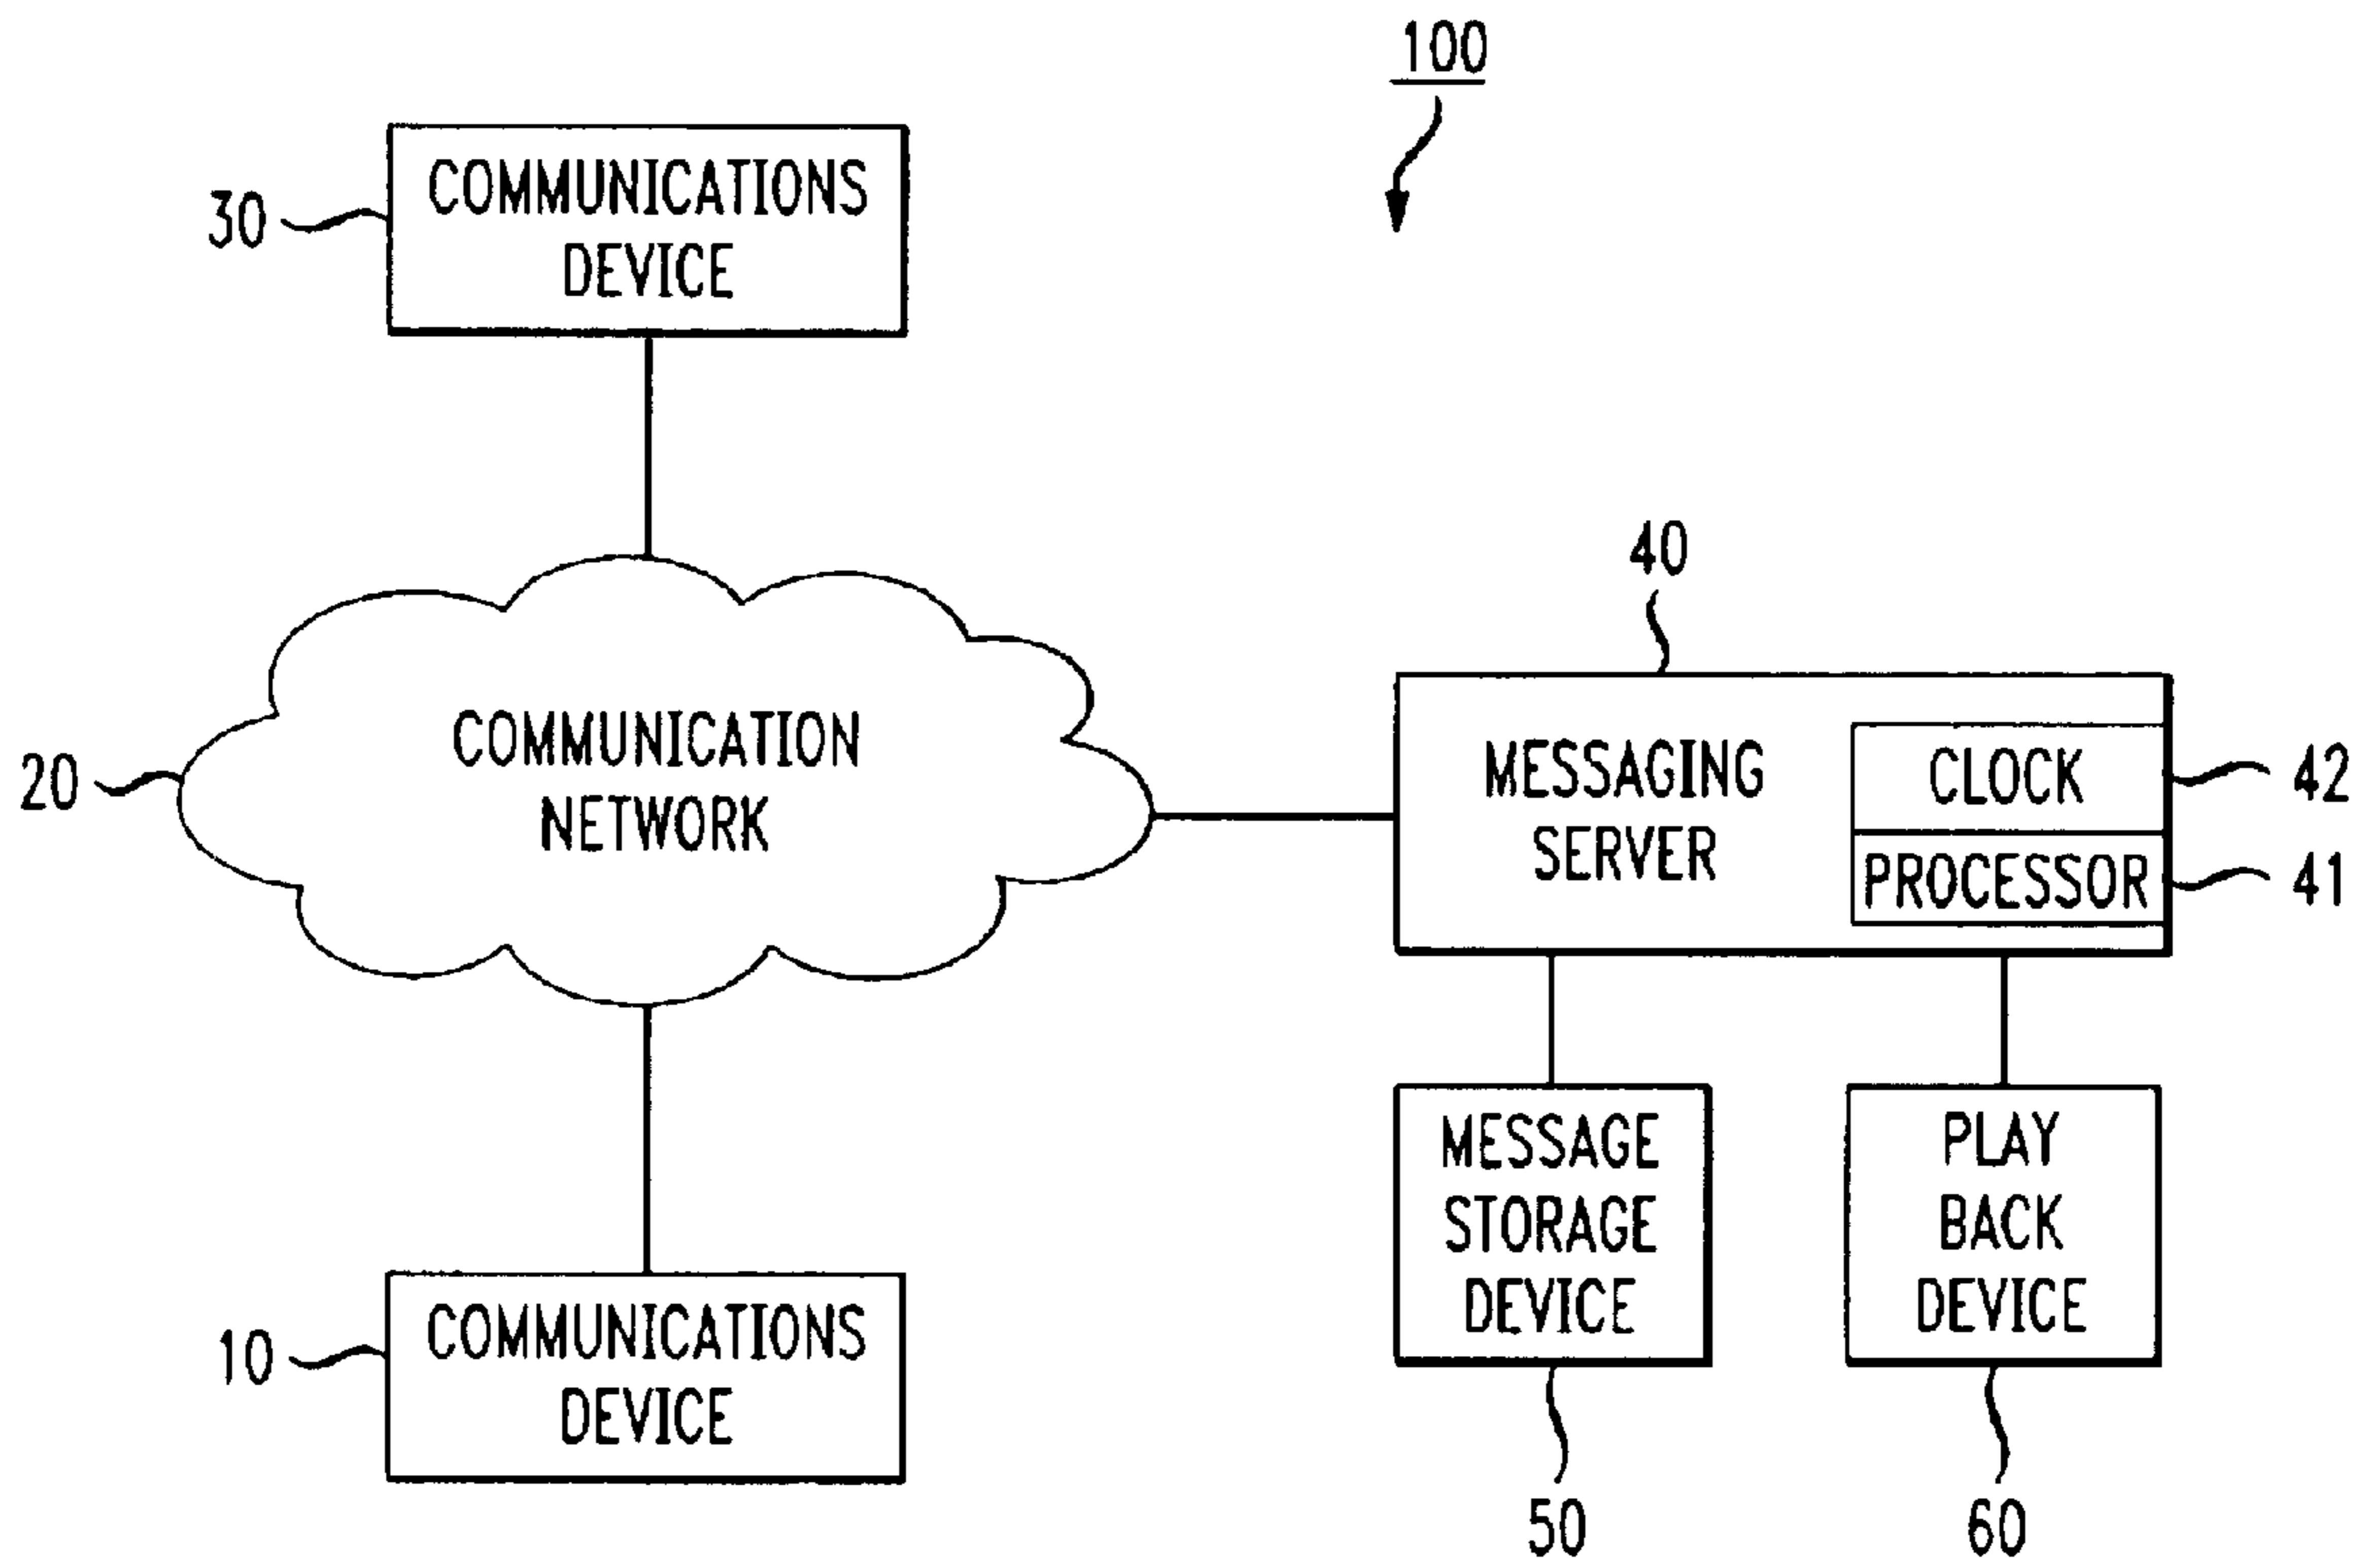 100
COMMUNICATIONS
DEVICE
30
40
COMMUNICATION
NETWORK
20
MESSAGING
SERVER
CLOCK
42
PROCESSOR
41
MESSAGE
STORAGE
DEVICE
PLAY
BACK
DEVICE
COMMUNICATIONS
DEVICE
10
50
60